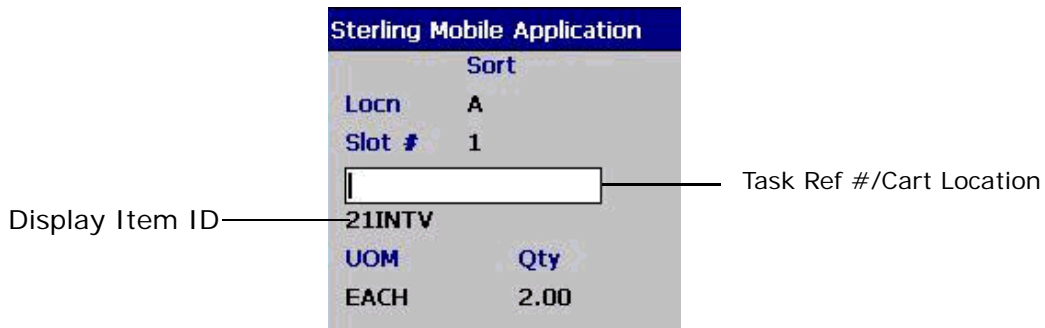 Sterling Mobile Application
Sort
Locn A
Slot # 1
Task Ref #/Cart Location
Display Item ID 21INTV
UOM Qty
EACH 2.00